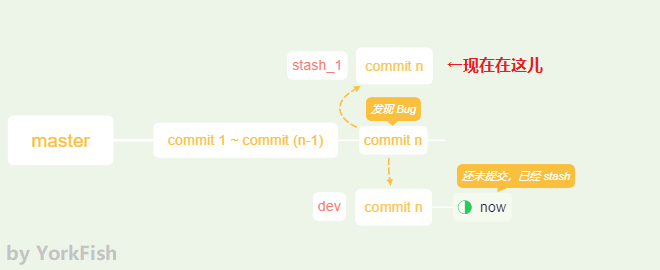 stash_1
commit n
←现在在这儿
发现 Bug
master
commit 1 ~ commit (n-1)
commit n
还未提交，已经 stash
dev
commit n
now
by YorkFish